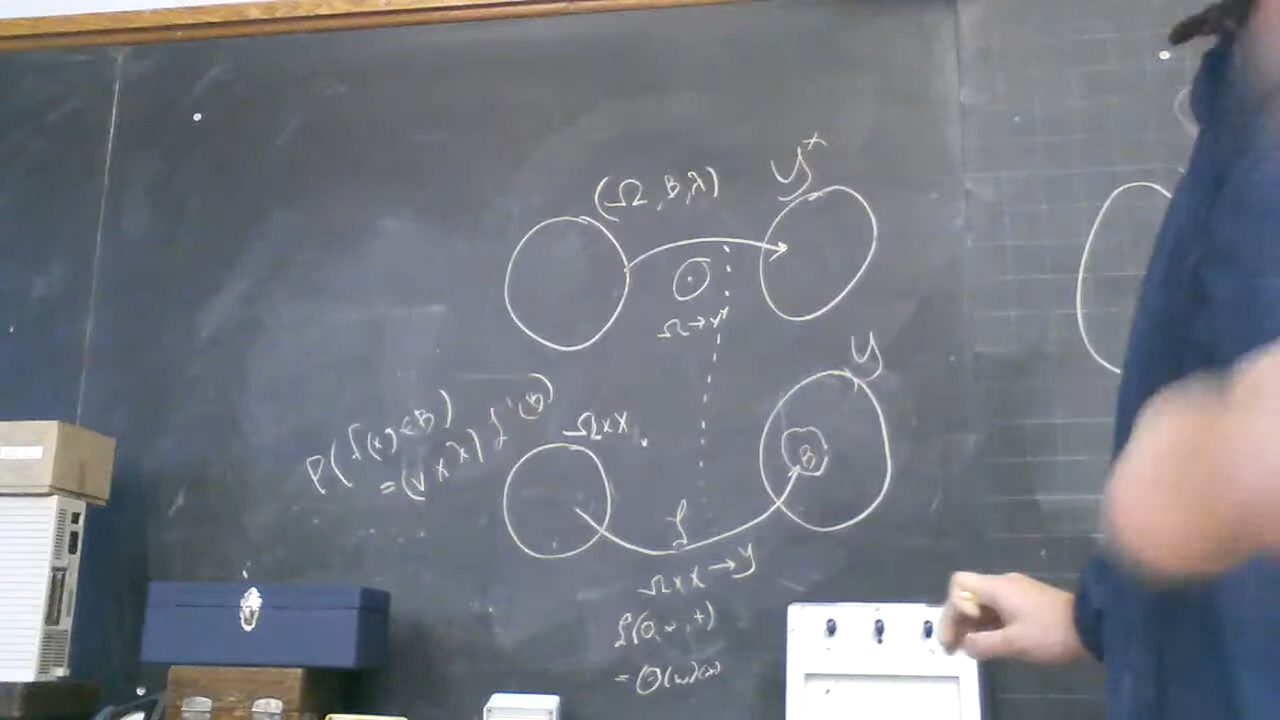 (Ω, B, λ)
y^x
Ω→y^x
y
P(f(x)∈B)
=(ν×λ) f^-1(B)
Ω×X
B
f
Ω×X→y